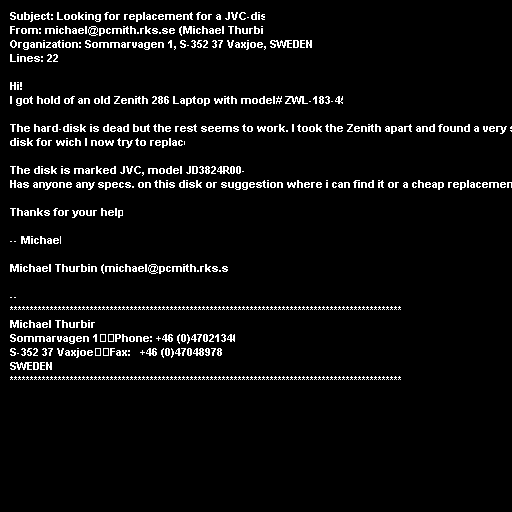 Subject: Looking for replacement for a JVC-dis
From: michael@pcmith.rks.se (Michael Thurbi
Organization: Sommarvagen 1, S-352 37 Vaxjoe, SWEDEN
Lines: 22
Hi!
I got hold of an old Zenith 286 Laptop with model# ZWL-183-4
The hard-disk is dead but the rest seems to work. I took the Zenith apart and found a very
disk for wich I now try to replac
The disk is marked JVC, model JD3824R00-
Has anyone any specs. on this disk or suggestion where i can find it or a cheap replacemen
Thanks for your help
-- Michael
Michael Thurbin (michael@pcmith.rks.s
--
**************************************************************************************************
Michael Thurbin
Sommarvagen 1□□Phone: +46 (0)4702134
S-352 37 Vaxjoe□□Fax:   +46 (0)47048978
SWEDEN
**************************************************************************************************